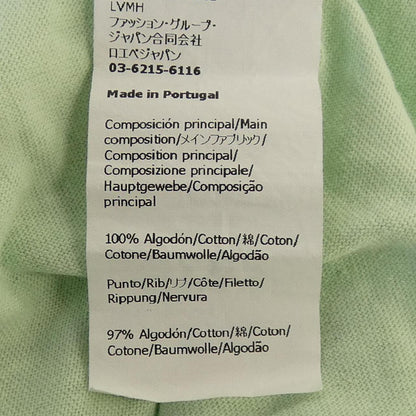 LVMH
ファッション・グループ・
ジャパン合同会社
ロエベジャパン
03-6215-6116
Made in Portugal
Composición principal/Main
composition/メインファブリック/
Composition principal/
Composizione principale/
Hauptgewebe/Composição
principal
100% Algodón/Cotton/綿/Coton/
Cotone/Baumwolle/Algodão
Punto/Rib/リブ/Côte/Filetto/
Rippung/Nervura
97% Algodón/Cotton/綿/Coton/
Cotone/Baumwolle/Algodão